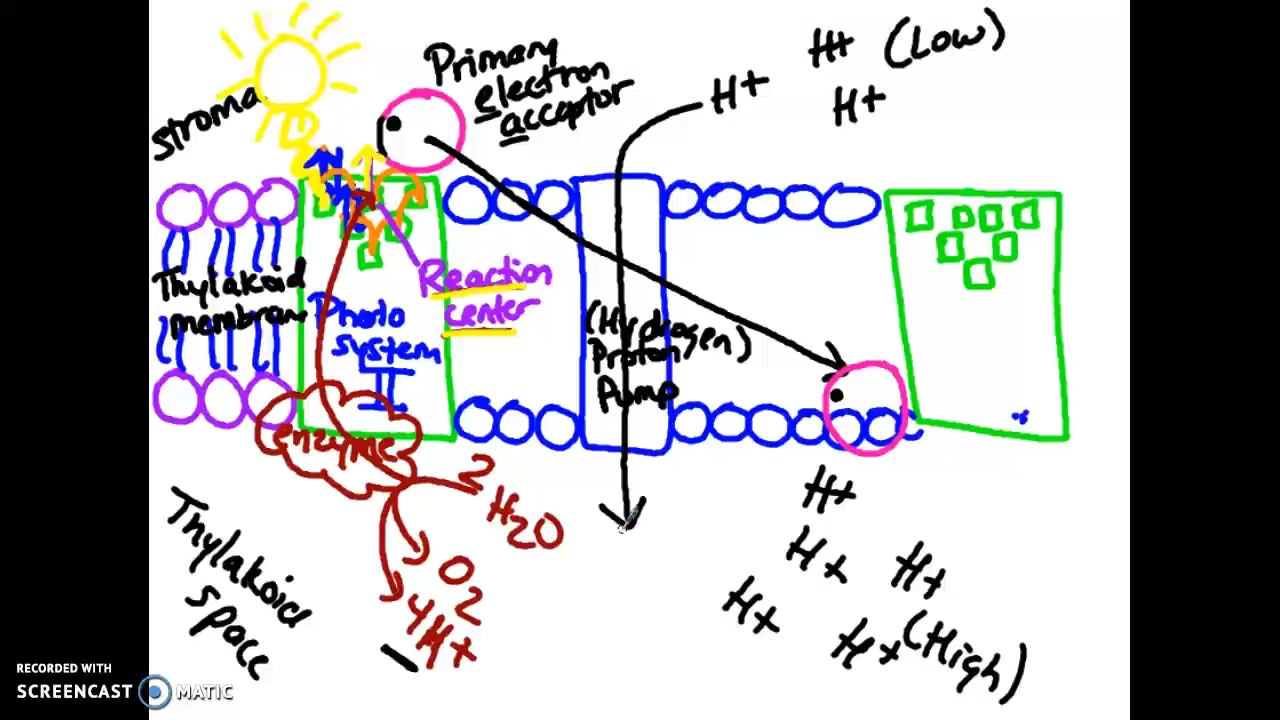 Primary
electron
acceptor
H+ (Low)
H+
H+
stroma
Thylakoid
membran
Reaction
center
Photo
system
II
(Hydrogen)
Proton
Pump
enzyme
2
H2O
O2
4H+
Thylakoid
space
H+
H+ H+
H+ H+ (High)
RECORDED WITH
SCREENCAST MATIC